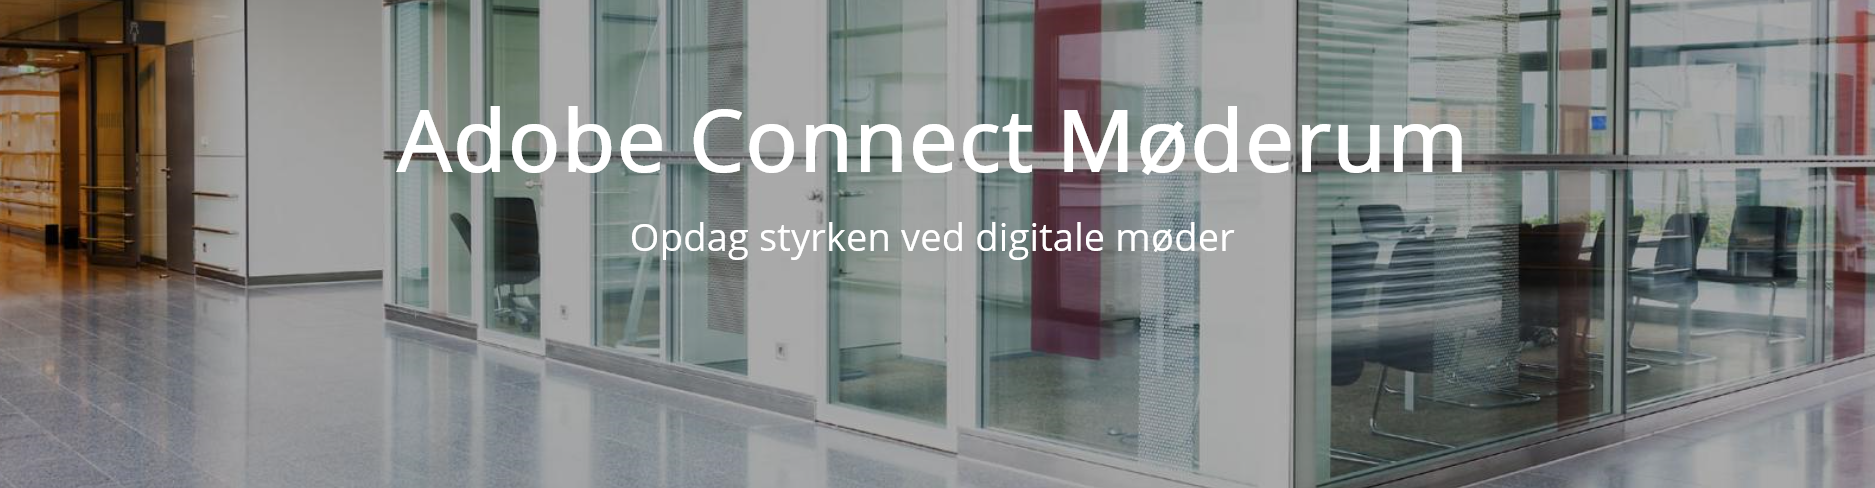 Adobe Connect Møderum
Opdag styrken ved digitale møder